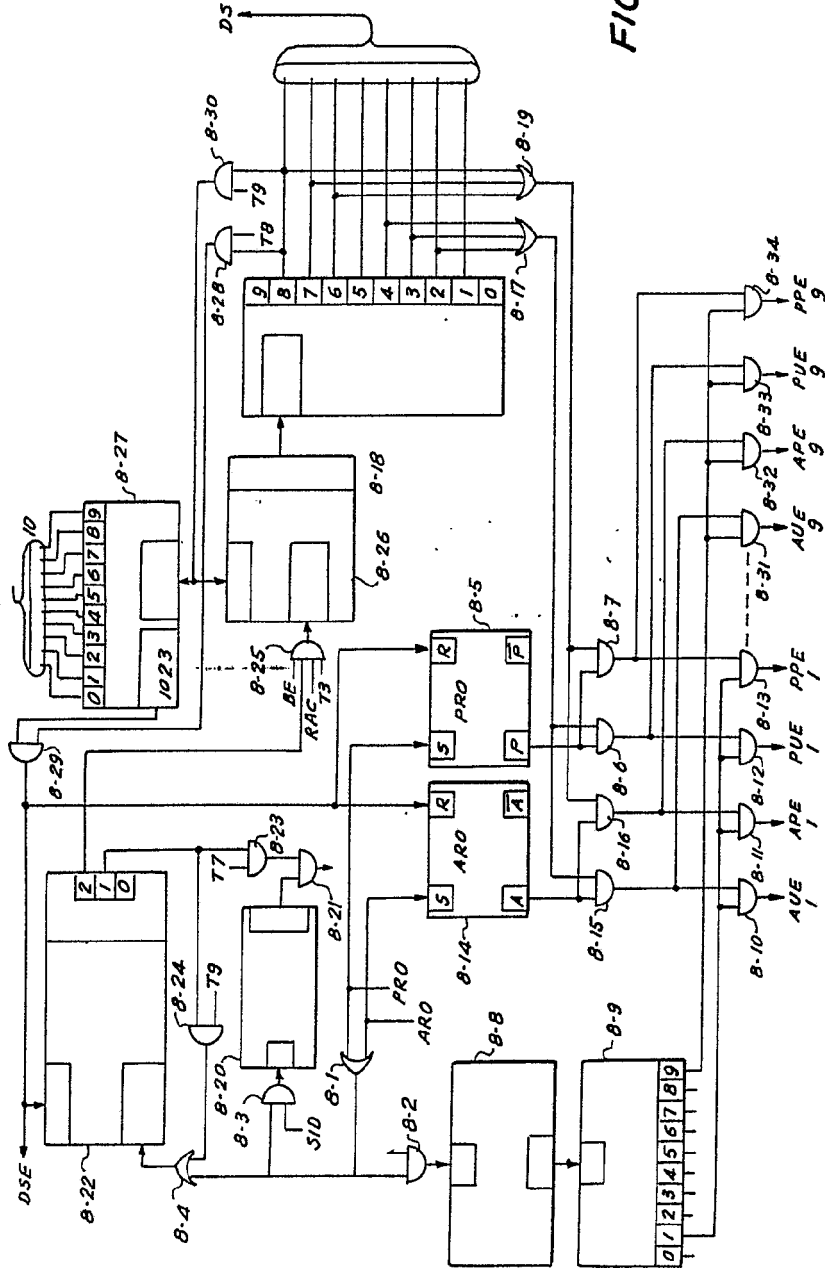 DS
FIG
8-30
T9
T8
8-28
8-19
8-17
9
8
7
6
5
4
3
2
1
0
10
8-27
0 1 2 3 4 5 6 7 8 9
1023
8-18
8-26
8-25
BE
RAC
T3
8-29
DSE
2
1
0
8-22
8-24
T9
T7
8-23
8-21
8-20
8-3
SID
8-4
8-1
PRO
ARO
8-2
8-5
S
R
PRO
P
P̅
S
R
ARO
A
A̅
8-14
8-15
8-16
8-6
8-7
8-8
8-9
0 1 2 3 4 5 6 7 8 9
8-10
8-11
8-12
8-13
8-31
8-32
8-33
8-34
AUE 1
APE 1
PUE 1
PPE 1
AUE 9
APE 9
PUE 9
PPE 9